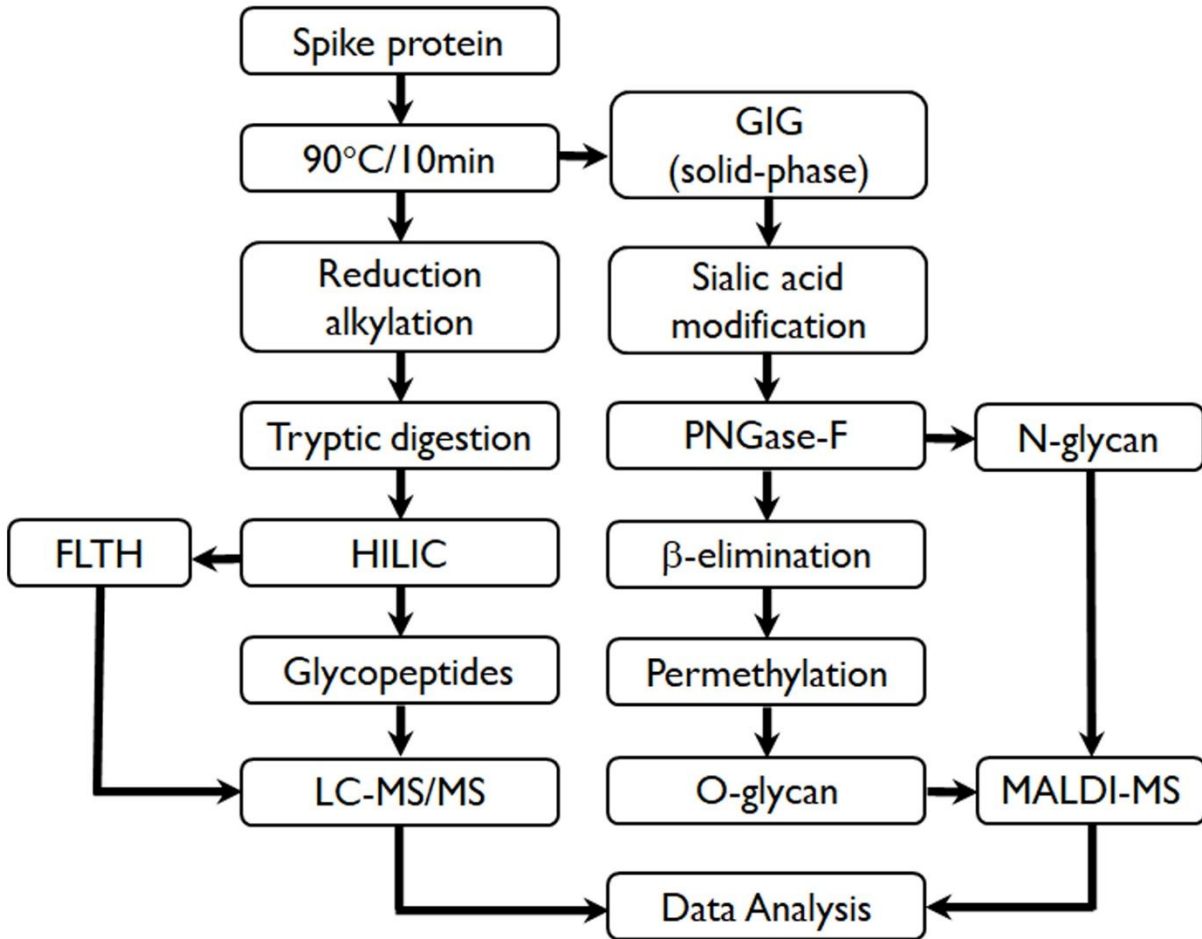 Spike protein
90°C/10min
GIG
(solid-phase)
Reduction
alkylation
Sialic acid
modification
Tryptic digestion
PNGase-F
N-glycan
FLTH
HILIC
β-elimination
Glycopeptides
Permethylation
LC-MS/MS
O-glycan
MALDI-MS
Data Analysis